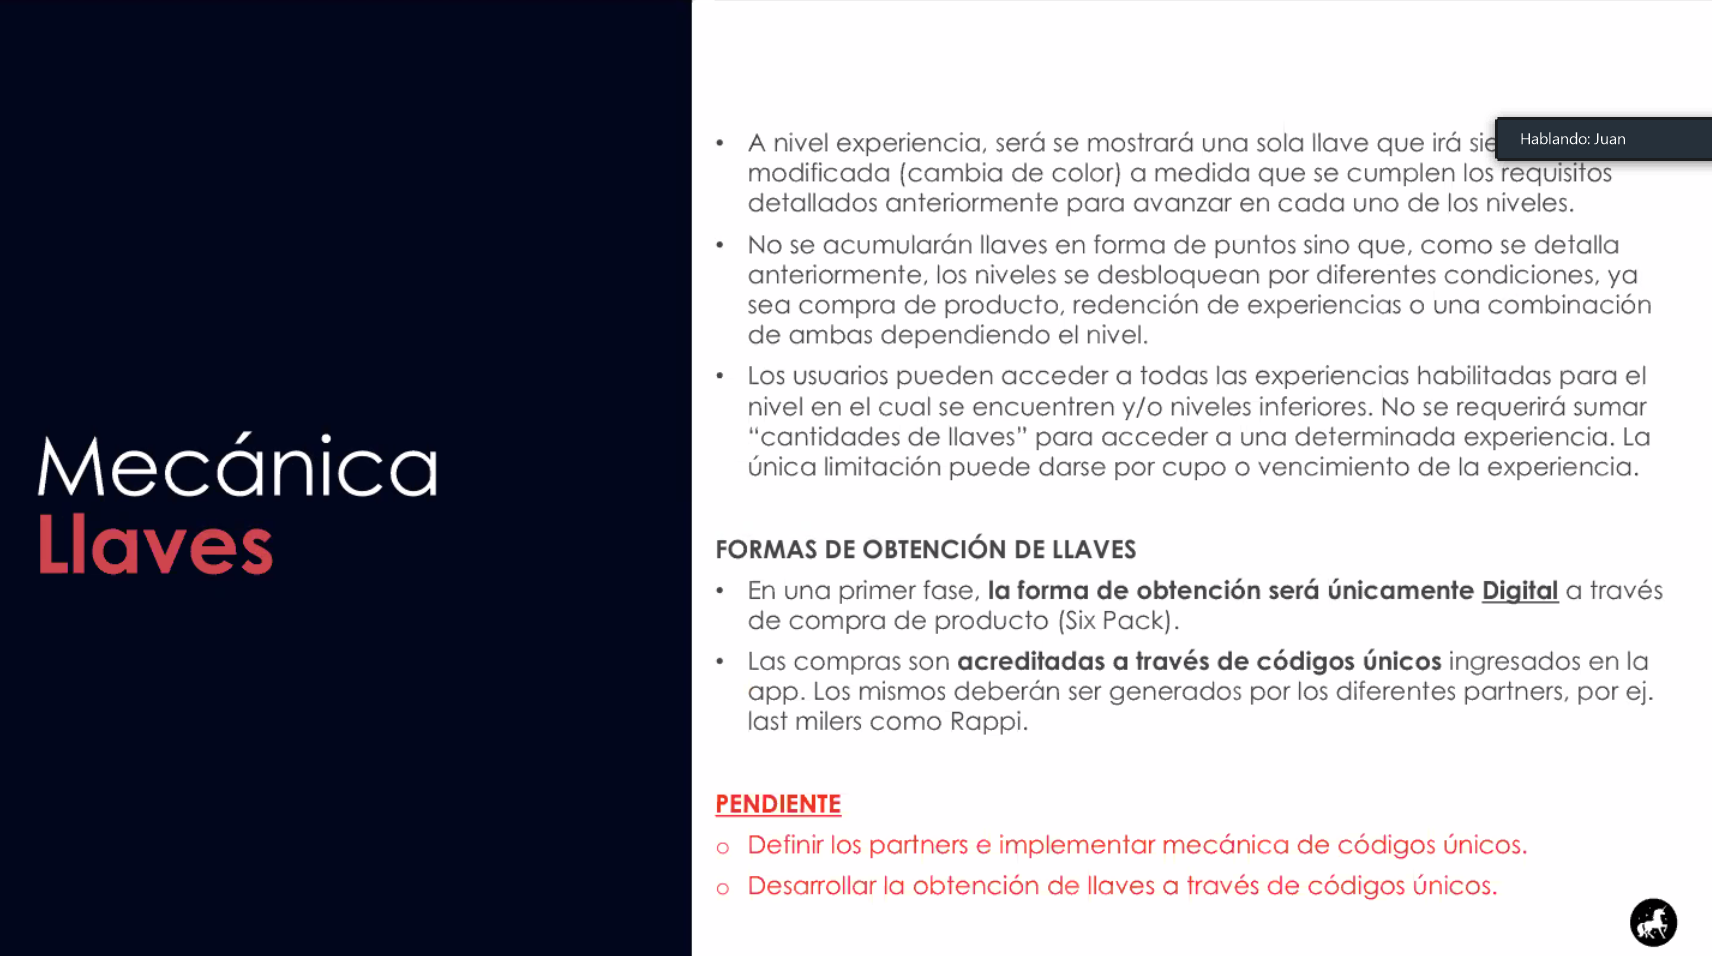 Mecánica
Llaves
Hablando: Juan
• A nivel experiencia, será se mostrará una sola llave que irá
modificada (cambia de color) a medida que se cumplen los requisitos
detallados anteriormente para avanzar en cada uno de los niveles.
• No se acumularán llaves en forma de puntos sino que, como se detalla
anteriormente, los niveles se desbloquean por diferentes condiciones, ya
sea compra de producto, redención de experiencias o una combinación
de ambas dependiendo el nivel.
• Los usuarios pueden acceder a todas las experiencias habilitadas para el
nivel en el cual se encuentren y/o niveles inferiores. No se requerirá sumar
“cantidades de llaves” para acceder a una determinada experiencia. La
única limitación puede darse por cupo o vencimiento de la experiencia.
FORMAS DE OBTENCIÓN DE LLAVES
• En una primer fase, la forma de obtención será únicamente Digital a través
de compra de producto (Six Pack).
• Las compras son acreditadas a través de códigos únicos ingresados en la
app. Los mismos deberán ser generados por los diferentes partners, por ej.
last milers como Rappi.
PENDIENTE
o Definir los partners e implementar mecánica de códigos únicos.
o Desarrollar la obtención de llaves a través de códigos únicos.